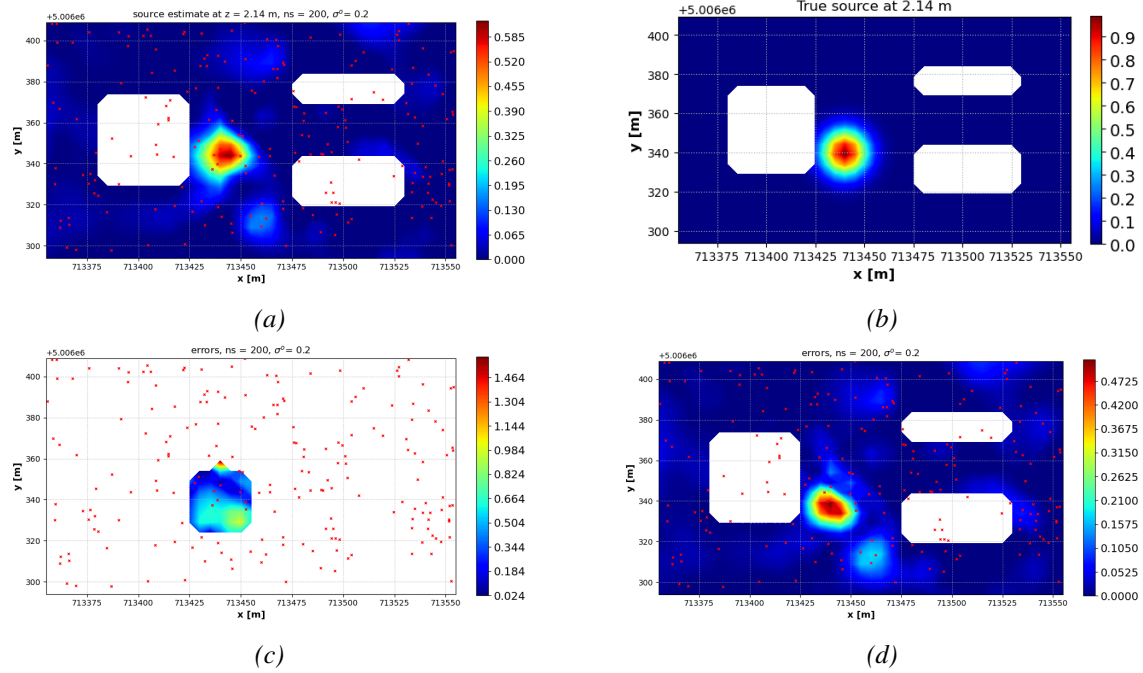 source estimate at z = 2.14 m, ns = 200, σ⁰= 0.2
+5.006e6
400
380
360
340
320
300
y [m]
713375 713400 713425 713450 713475 713500 713525 713550
x [m]
0.585
0.520
0.455
0.390
0.325
0.260
0.195
0.130
0.065
0.000
(a)
True source at 2.14 m
+5.006e6
400
380
360
340
320
300
y [m]
713375 713400 713425 713450 713475 713500 713525 713550
x [m]
0.9
0.8
0.7
0.6
0.5
0.4
0.3
0.2
0.1
0.0
(b)
errors, ns = 200, σ⁰= 0.2
+5.006e6
400
380
360
340
320
300
y [m]
713375 713400 713425 713450 713475 713500 713525 713550
x [m]
1.464
1.304
1.144
0.984
0.824
0.664
0.504
0.344
0.184
0.024
(c)
errors, ns = 200, σ⁰= 0.2
+5.006e6
400
380
360
340
320
300
y [m]
713375 713400 713425 713450 713475 713500 713525 713550
x [m]
0.4725
0.4200
0.3675
0.3150
0.2625
0.2100
0.1575
0.1050
0.0525
0.0000
(d)